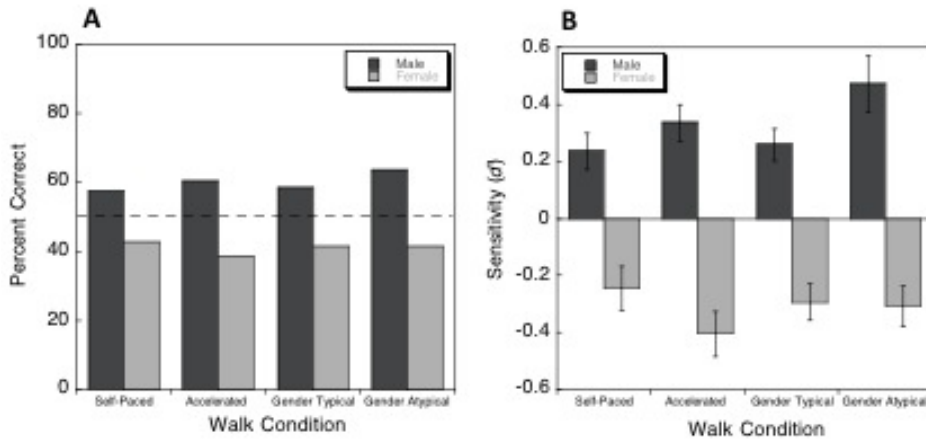 A
Percent Correct
100
80
60
40
20
0
Male
Female
Self-Paced
Accelerated
Gender Typical
Gender Atypical
Walk Condition
B
Sensitivity (d')
0.6
0.4
0.2
0
-0.2
-0.4
-0.6
Male
Female
Self-Paced
Accelerated
Gender Typical
Gender Atypical
Walk Condition